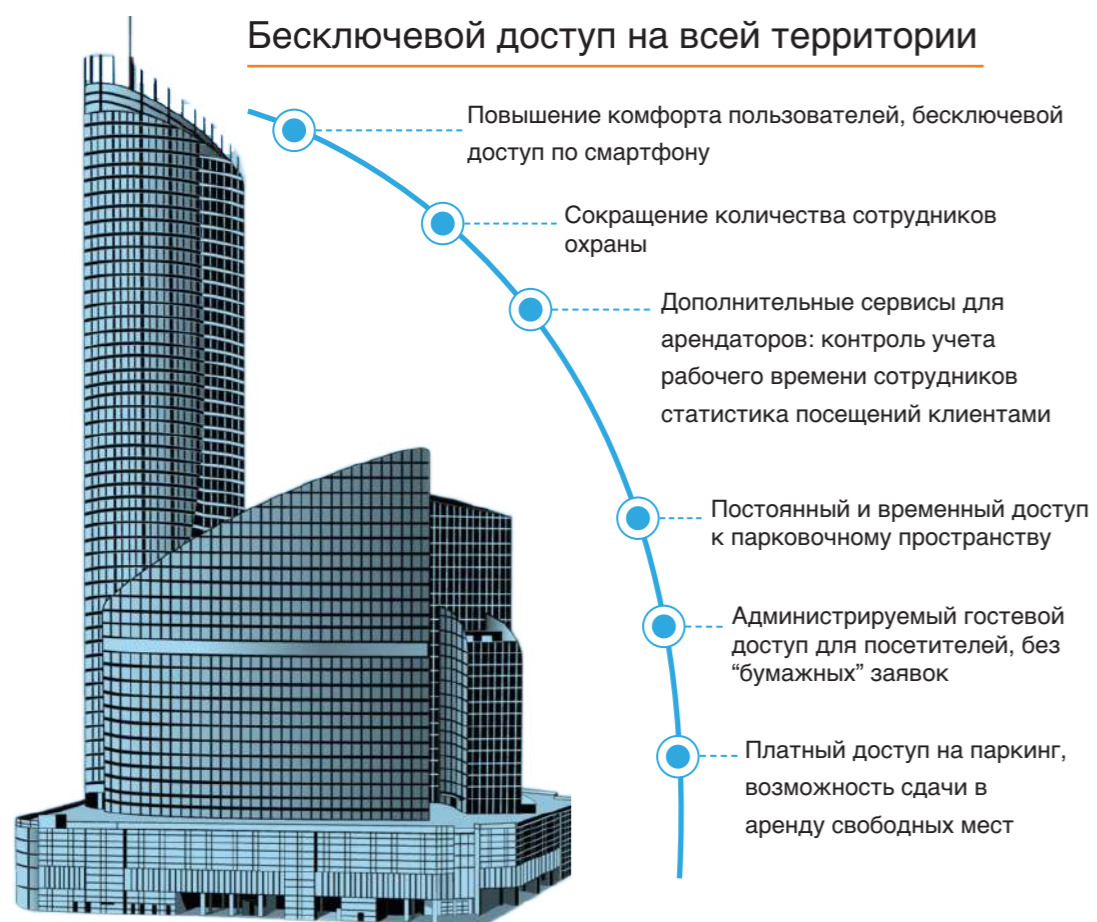 Бесключевой доступ на всей территории
Повышение комфорта пользователей, бесключевой
доступ по смартфону
Сокращение количества сотрудников
охраны
Дополнительные сервисы для
арендаторов: контроль учета
рабочего времени сотрудников
статистика посещений клиентами
Постоянный и временный доступ
к парковочному пространству
Администрируемый гостевой
доступ для посетителей, без
“бумажных” заявок
Платный доступ на паркинг,
возможность сдачи в
аренду свободных мест